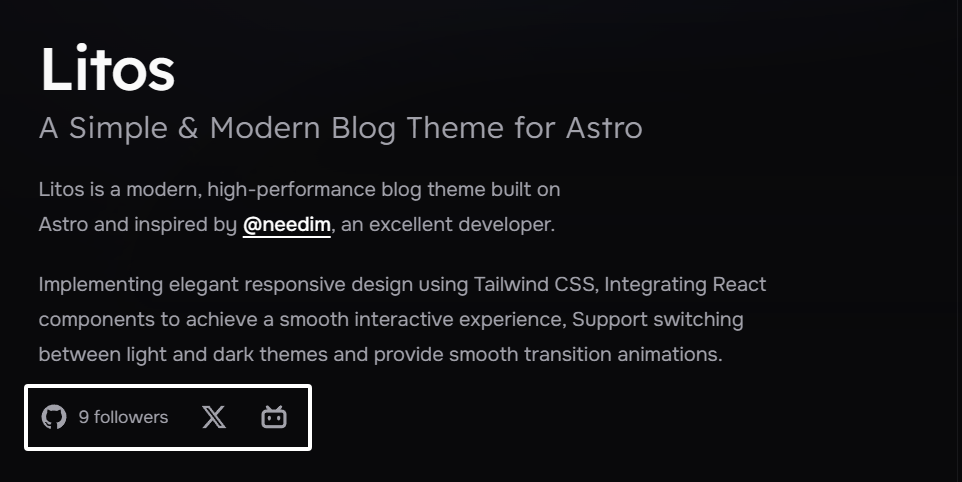 Litos
A Simple & Modern Blog Theme for Astro
Litos is a modern, high-performance blog theme built on
Astro and inspired by @needim, an excellent developer.
Implementing elegant responsive design using Tailwind CSS, Integrating React
components to achieve a smooth interactive experience, Support switching
between light and dark themes and provide smooth transition animations.
9 followers